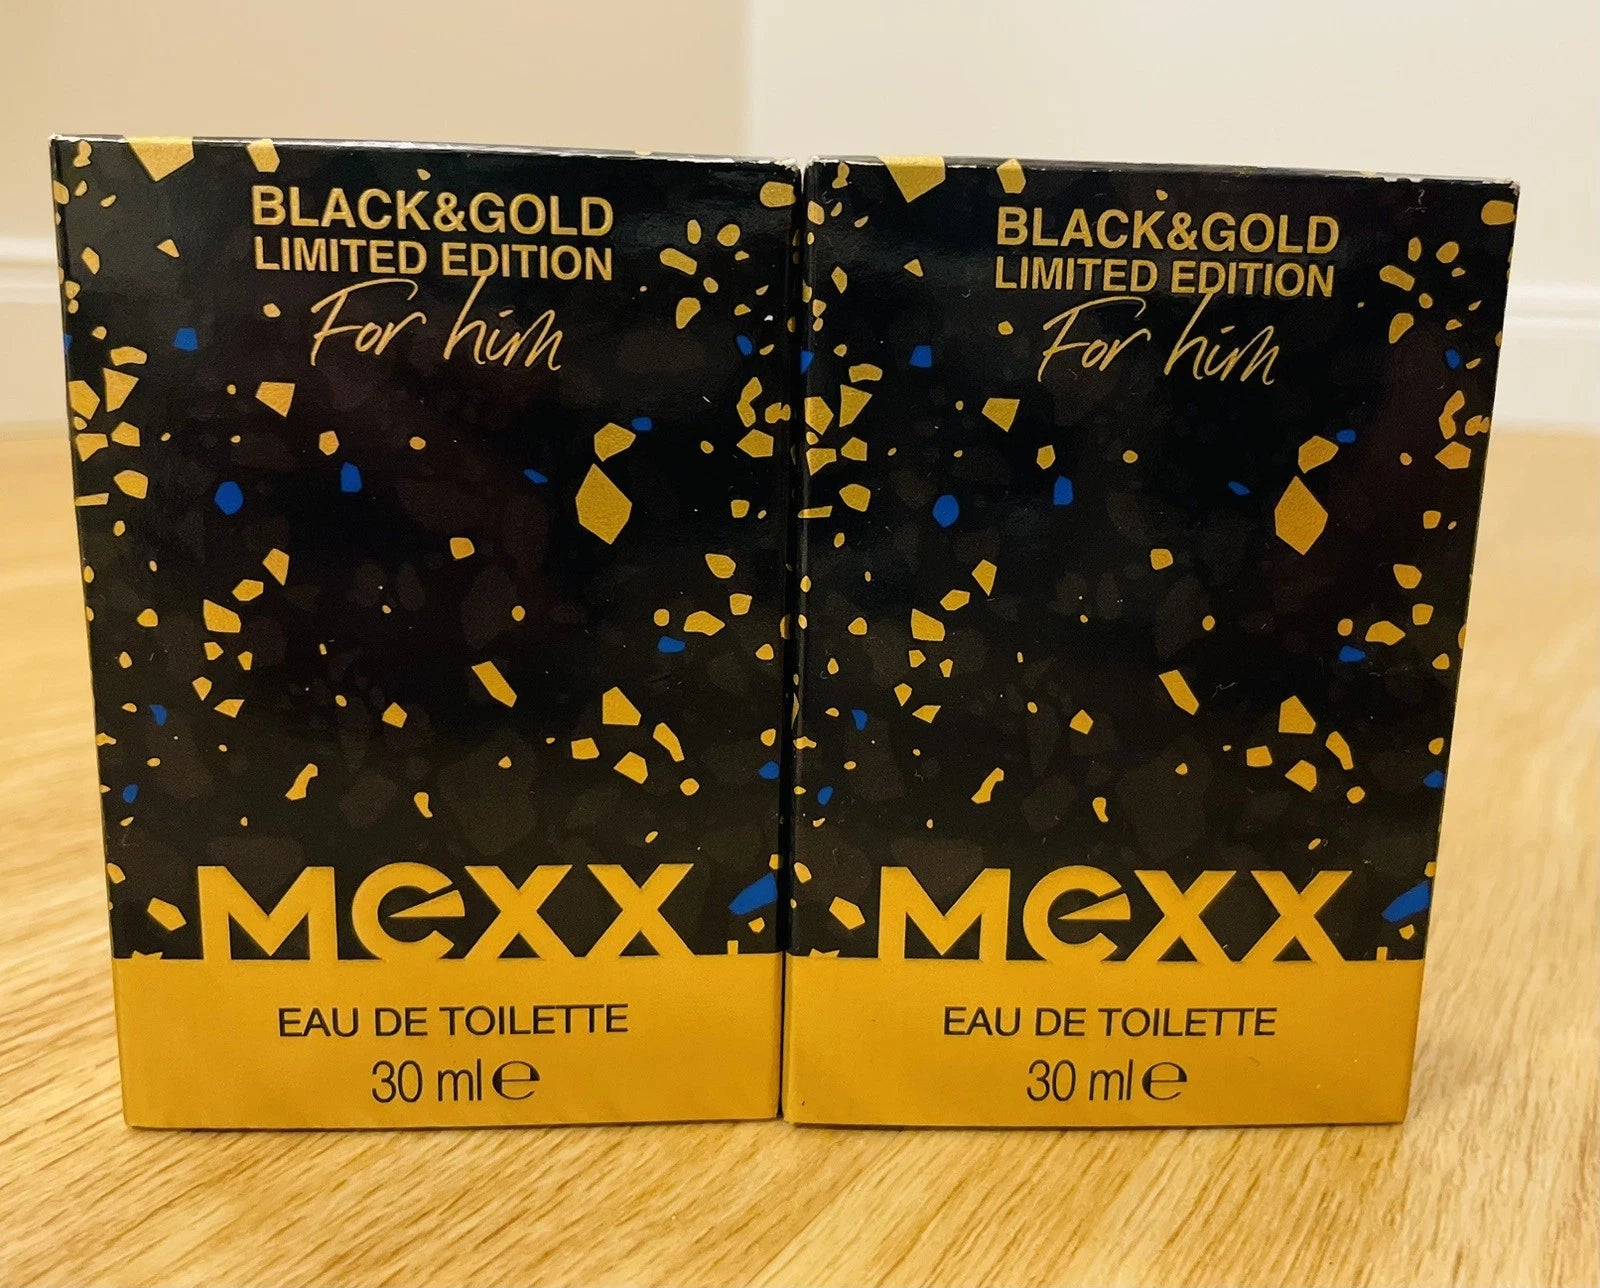 BLACK&GOLD
LIMITED EDITION
For him
mexx
EAU DE TOILETTE
30 ml ℮
BLACK&GOLD
LIMITED EDITION
For him
mexx
EAU DE TOILETTE
30 ml ℮